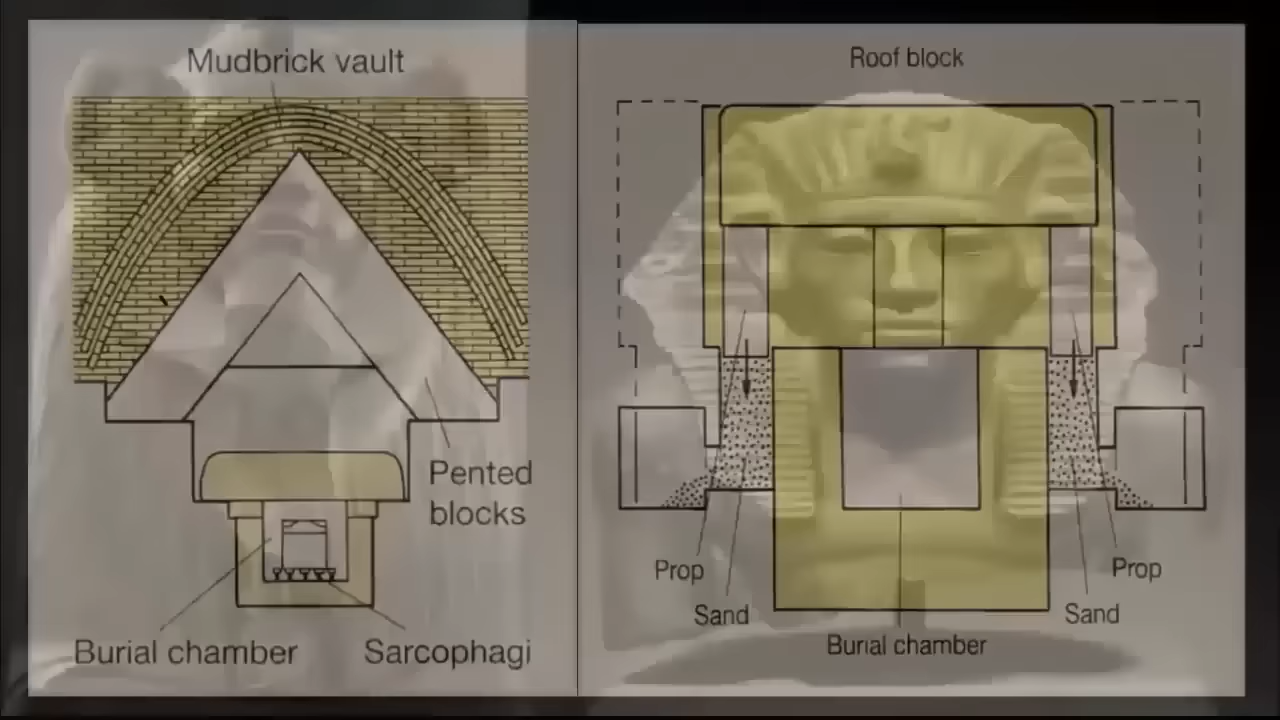 Mudbrick vault
Pented
blocks
Burial chamber
Sarcophagi
Roof block
Prop
Sand
Prop
Sand
Burial chamber